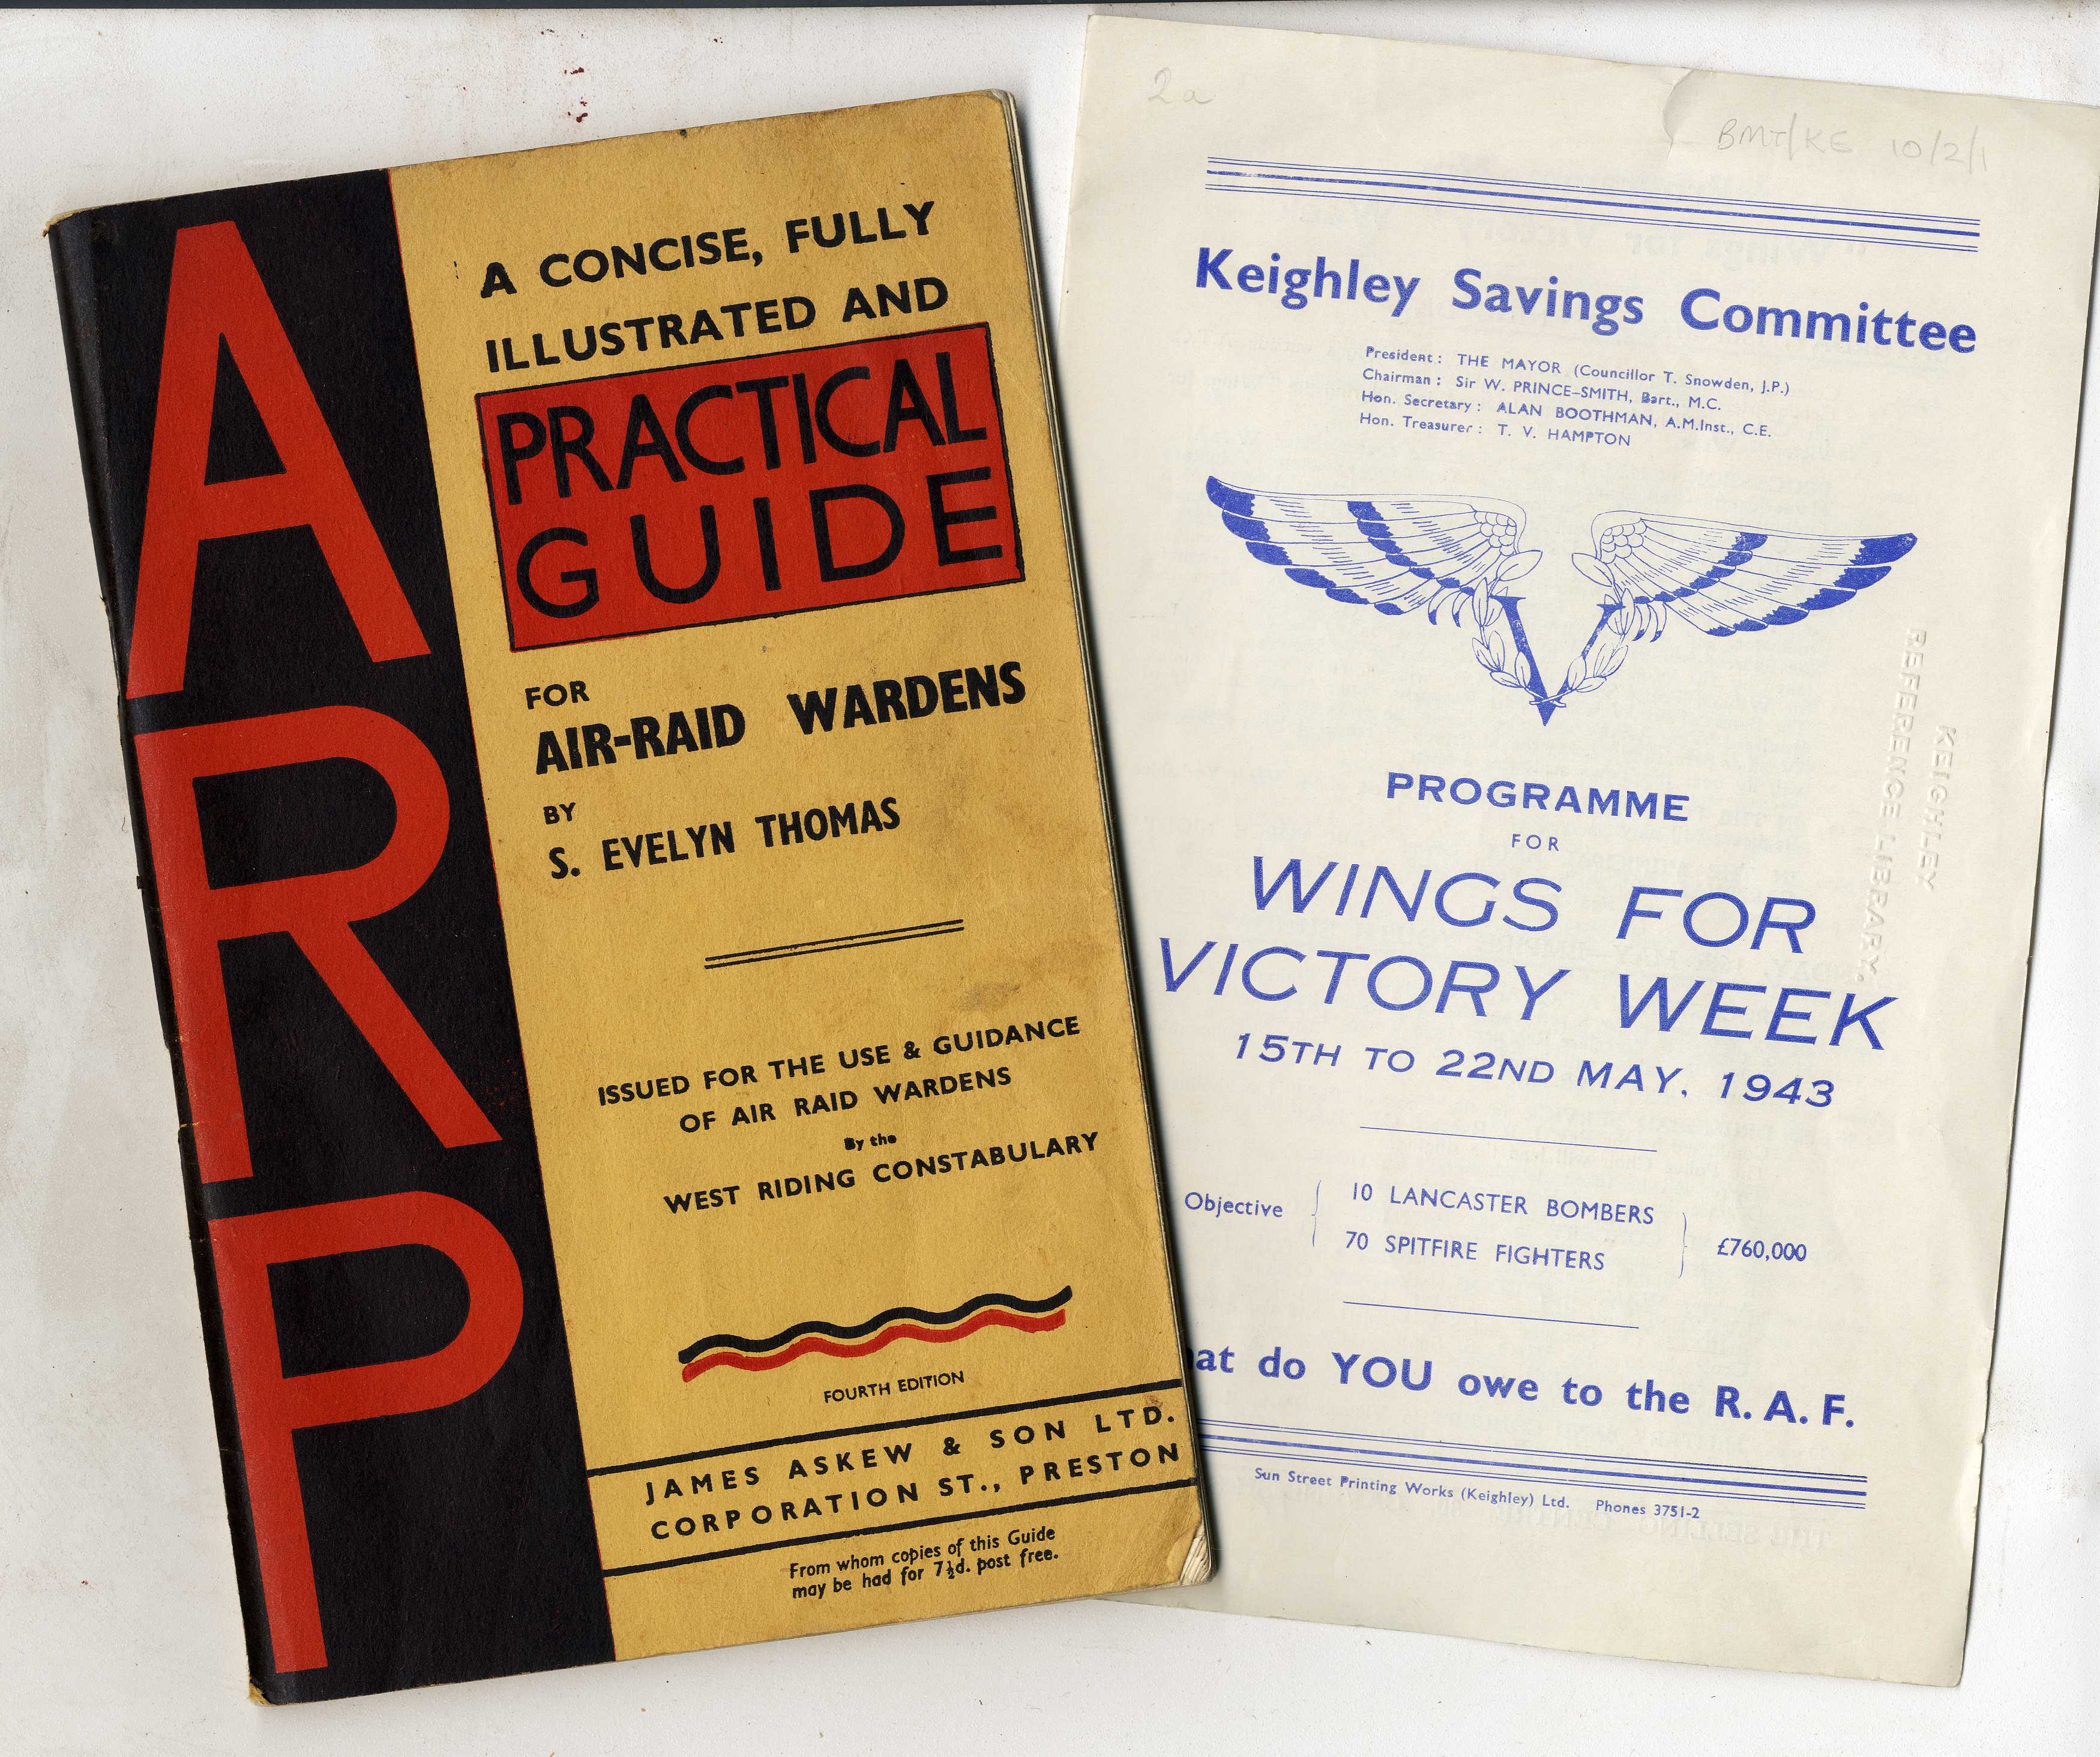 ARP
A CONCISE, FULLY
ILLUSTRATED AND
PRACTICAL
GUIDE
FOR
AIR-RAID WARDENS
BY
S. EVELYN THOMAS
ISSUED FOR THE USE & GUIDANCE
OF AIR RAID WARDENS
By the
WEST RIDING CONSTABULARY
FOURTH EDITION
JAMES ASKEW & SON LTD.
CORPORATION ST., PRESTON
From whom copies of this Guide
may be had for 7½d. post free.
2a
BMT/KE 10/2/1
Keighley Savings Committee
President: THE MAYOR (Councillor T. Snowden, J.P.)
Chairman: Sir W. PRINCE-SMITH, Bart., M.C.
Hon. Secretary: ALAN BOOTHMAN, A.M.Inst., C.E.
Hon. Treasurer: T. V. HAMPTON
V
KEIGHLEY
REFERENCE LIBRARY.
PROGRAMME
FOR
WINGS FOR
VICTORY WEEK
15TH TO 22ND MAY, 1943
Objective
10 LANCASTER BOMBERS
70 SPITFIRE FIGHTERS
£760,000
at do YOU owe to the R.A.F.
Sun Street Printing Works (Keighley) Ltd. Phones 3751-2